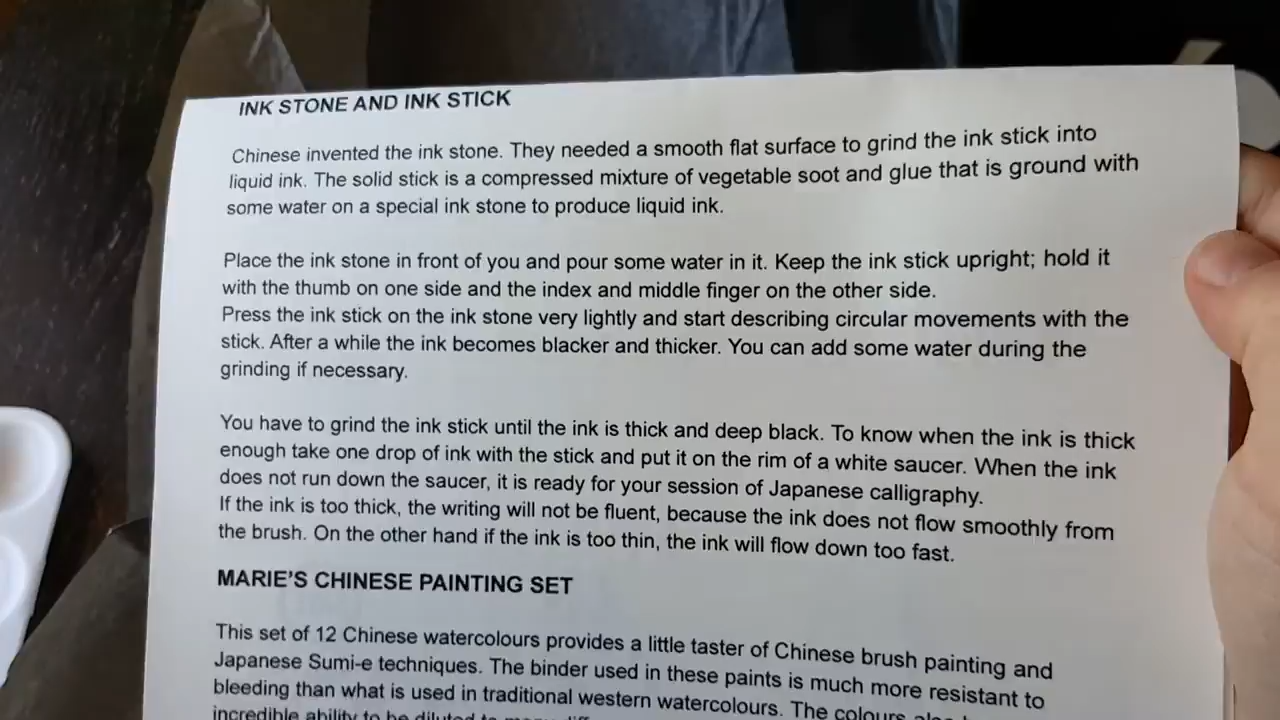 INK STONE AND INK STICK
Chinese invented the ink stone. They needed a smooth flat surface to grind the ink stick into
liquid ink. The solid stick is a compressed mixture of vegetable soot and glue that is ground with
some water on a special ink stone to produce liquid ink.
Place the ink stone in front of you and pour some water in it. Keep the ink stick upright; hold it
with the thumb on one side and the index and middle finger on the other side.
Press the ink stick on the ink stone very lightly and start describing circular movements with the
stick. After a while the ink becomes blacker and thicker. You can add some water during the
grinding if necessary.
You have to grind the ink stick until the ink is thick and deep black. To know when the ink is thick
enough take one drop of ink with the stick and put it on the rim of a white saucer. When the ink
does not run down the saucer, it is ready for your session of Japanese calligraphy.
If the ink is too thick, the writing will not be fluent, because the ink does not flow smoothly from
the brush. On the other hand if the ink is too thin, the ink will flow down too fast.
MARIE'S CHINESE PAINTING SET
This set of 12 Chinese watercolours provides a little taster of Chinese brush painting and
Japanese Sumi-e techniques. The binder used in these paints is much more resistant to
bleeding than what is used in traditional western watercolours. The colours
incredible ability to be diluted to